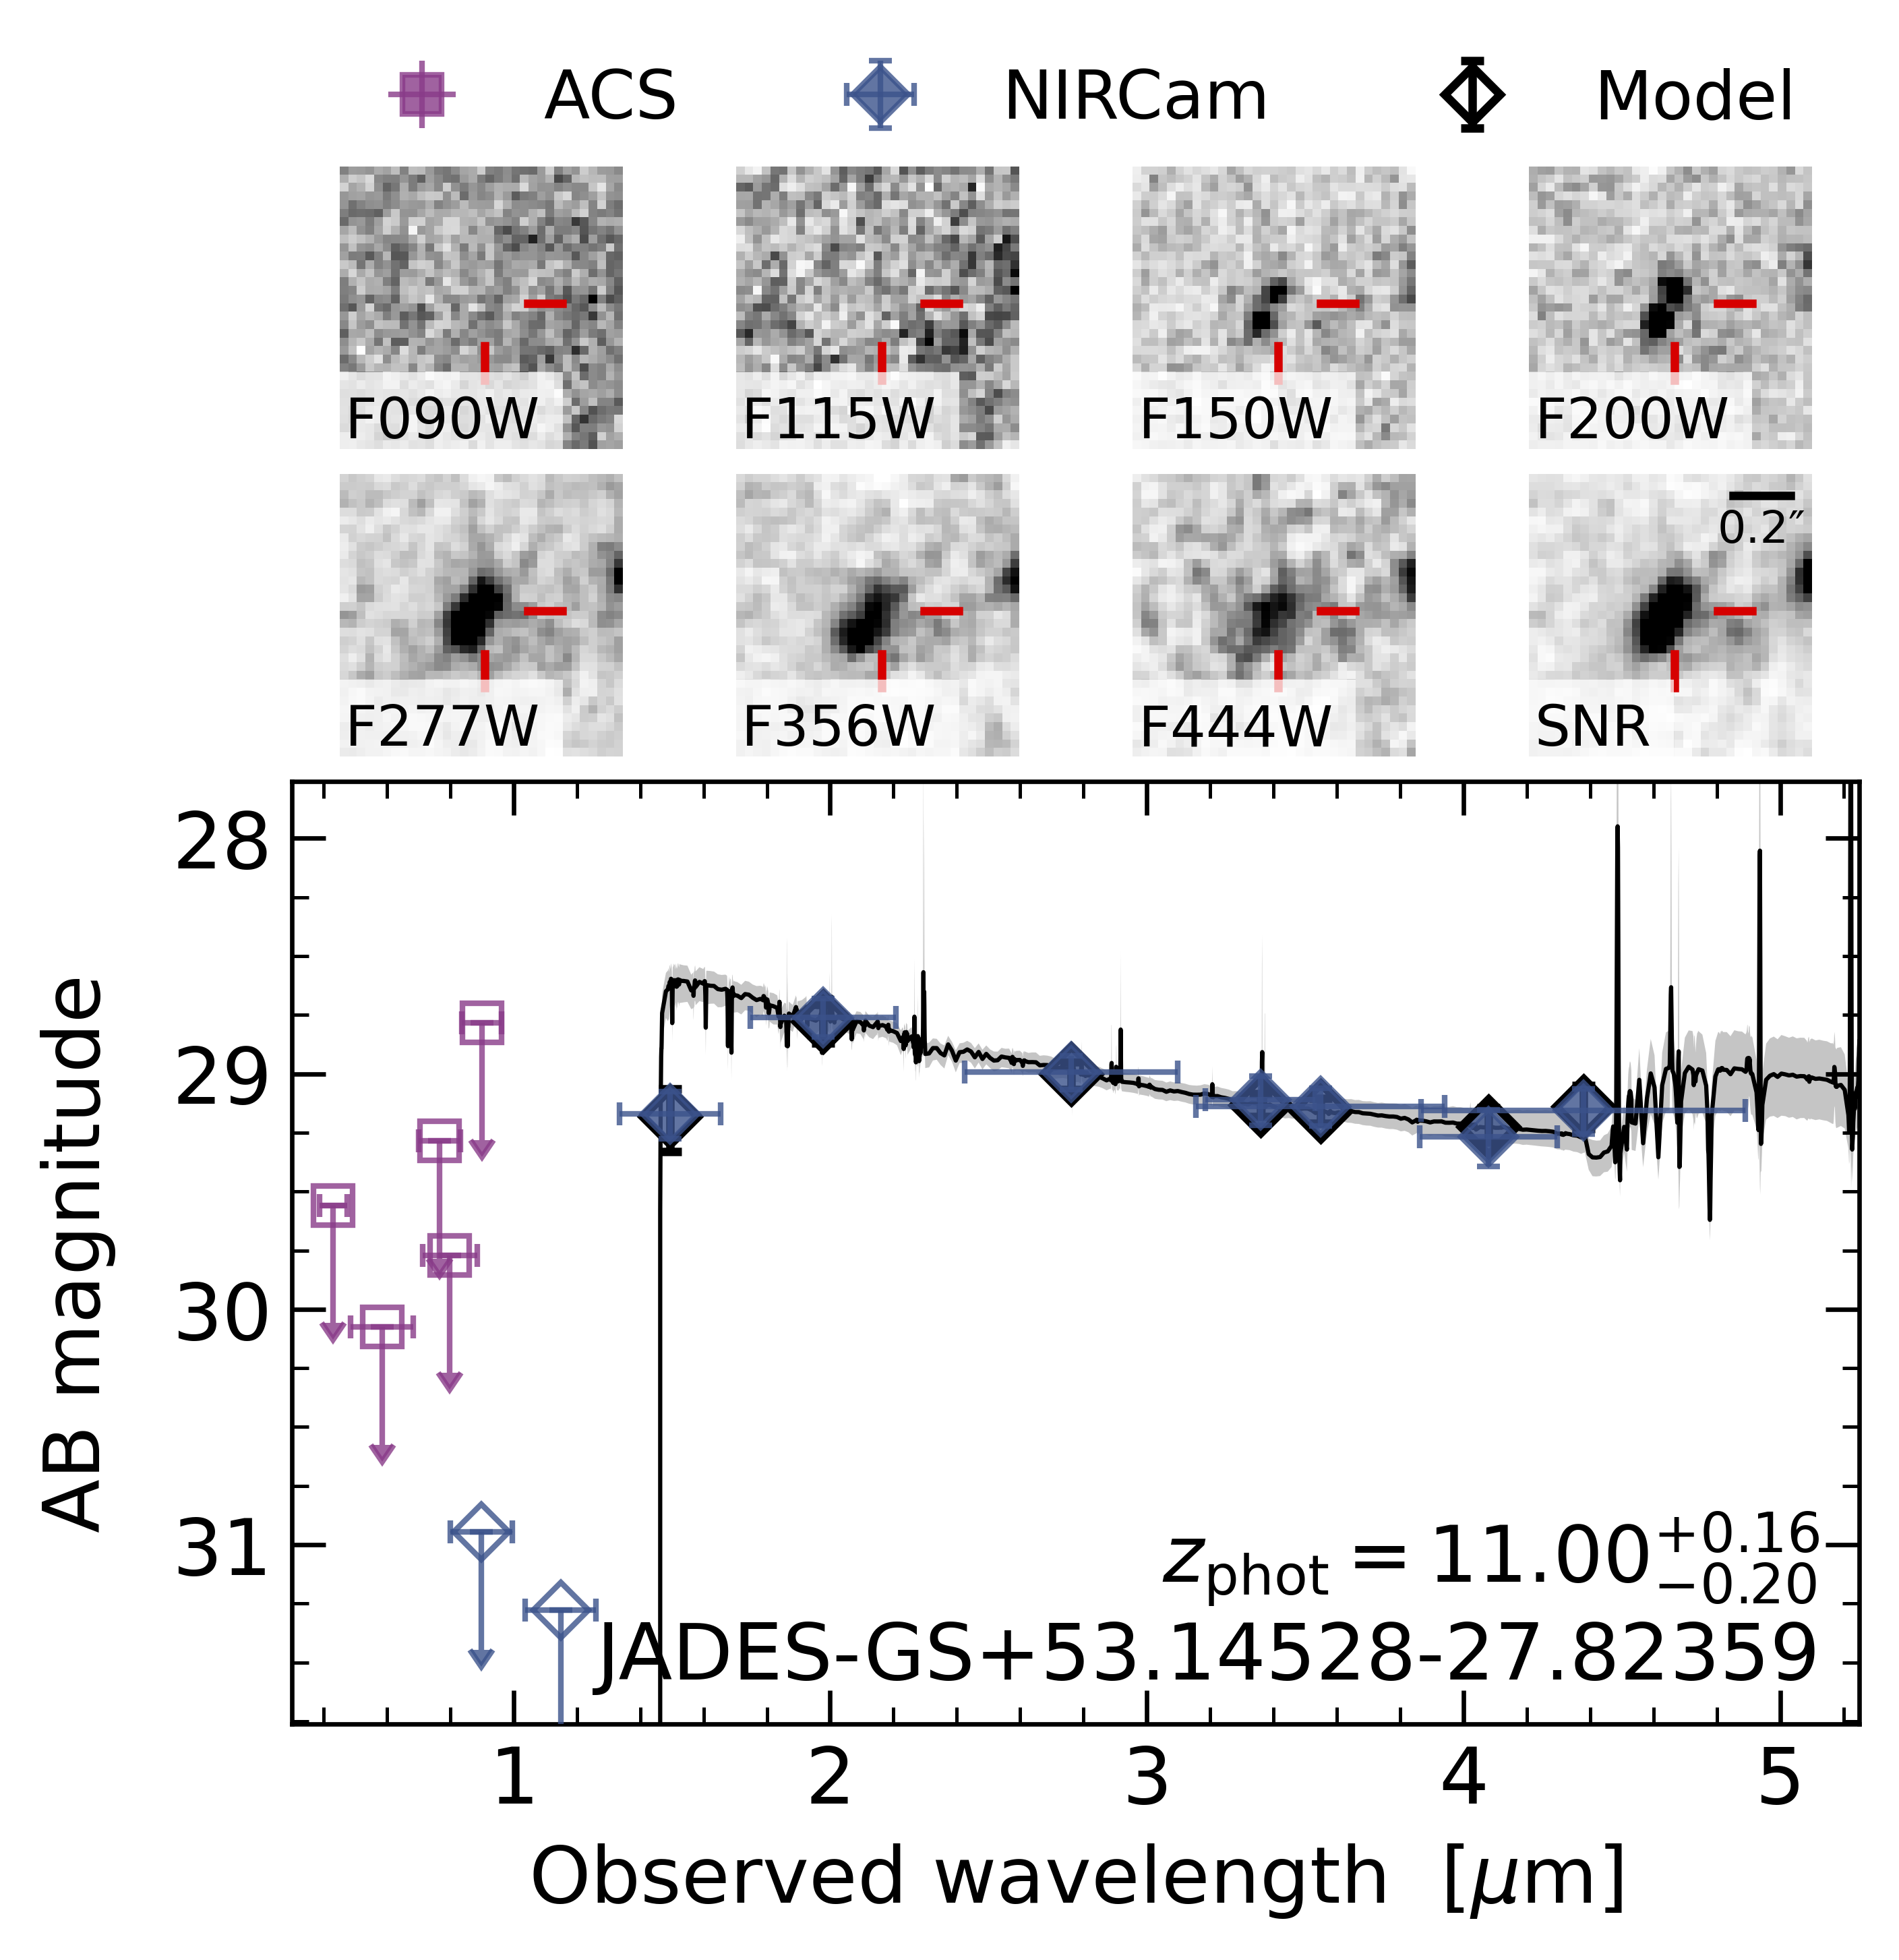 ACS NIRCam Model
F090W F115W F150W F200W
0.2″
F277W F356W F444W SNR
28
29
30
31
AB magnitude
z_phot = 11.00 +0.16 −0.20
JADES-GS+53.14528-27.82359
1 2 3 4 5
Observed wavelength [μm]